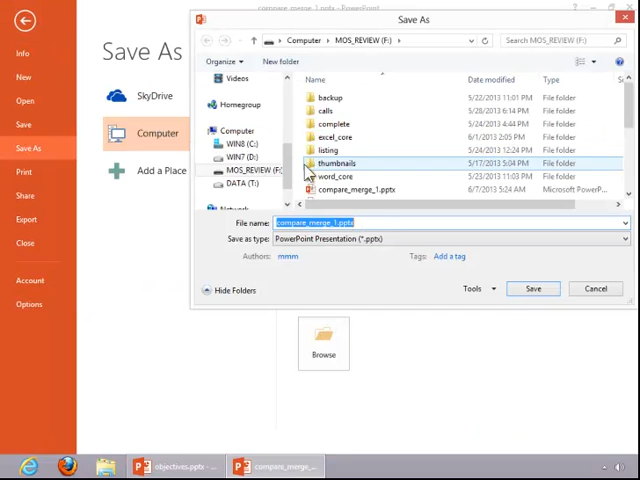 compare_merge_1.pptx - PowerPoint
Save As
Computer
MOS_REVIEW (F:)
Search MOS_REVIEW (F:)
Organize
New folder
Info
New
Open
Save
Save As
Print
Share
Export
Close
Account
Options
Save As
SkyDrive
Computer
Add a Place
Videos
Homegroup
Computer
WIN8 (C:)
WIN7 (D:)
MOS_REVIEW (F:
DATA (T:)
Network
Name Date modified Type
backup 5/22/2013 11:01 PM File folder
calls 5/28/2013 6:14 PM File folder
complete 5/24/2013 4:44 PM File folder
excel_core 6/1/2013 2:05 PM File folder
listing 5/24/2013 12:24 PM File folder
thumbnails 5/17/2013 5:04 PM File folder
word_core 5/23/2013 11:03 PM File folder
compare_merge_1.pptx 6/7/2013 5:24 AM Microsoft PowerP...
File name: compare_merge_1.pptx
Save as type: PowerPoint Presentation (*.pptx)
Authors: mmm
Tags: Add a tag
Hide Folders
Tools
Save
Cancel
Browse
objectives.pptx - ...
compare_merge_...